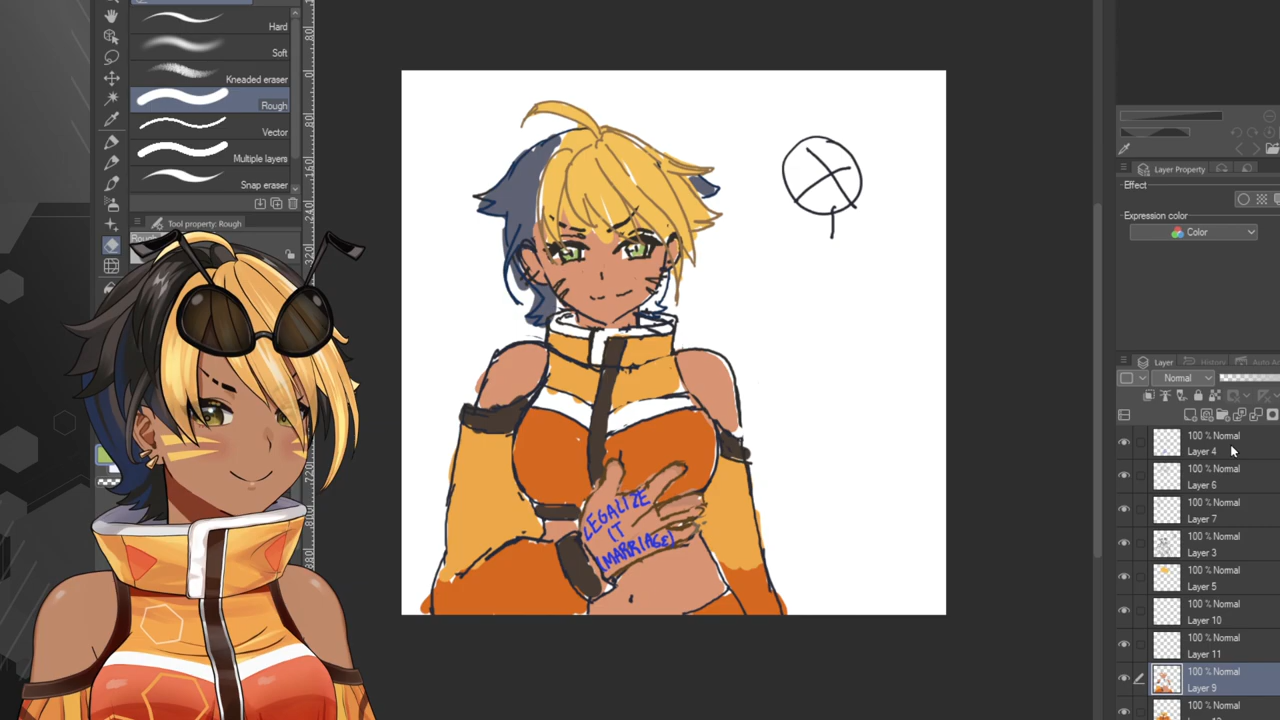 Hard
Soft
Kneaded eraser
Rough
Vector
Multiple layers
Snap eraser
Tool property: Rough
LEGALIZE
IT
(MARRIAGE)
Layer Property
Effect
Expression color
Color
Layer
History
Normal
100 % Normal
Layer 4
100 % Normal
Layer 6
100 % Normal
Layer 7
100 % Normal
Layer 3
100 % Normal
Layer 5
100 % Normal
Layer 10
100 % Normal
Layer 11
100 % Normal
Layer 9
100 % Normal